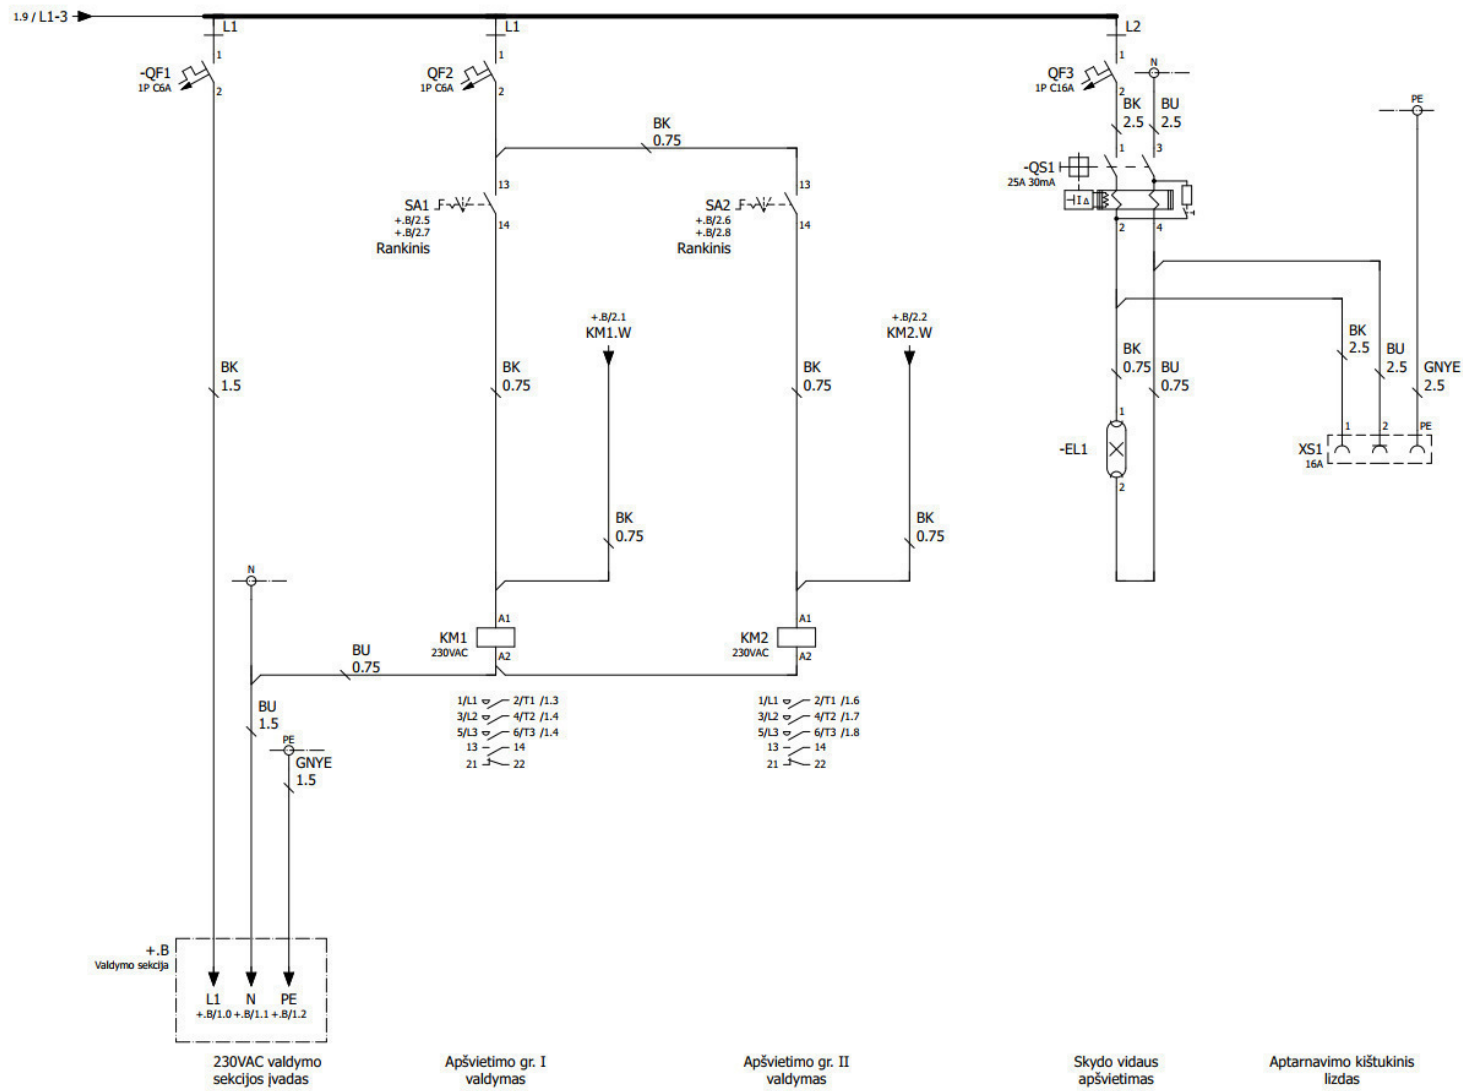 1.9 / L1-3
L1
L1
L2
1
-QF1
1P C6A
2
1
QF2
1P C6A
2
1
QF3
1P C16A
2
N
PE
BK
2.5
BU
2.5
BK
0.75
1
3
-QS1
25A 30mA
I Δ
2
4
13
SA1
+.B/2.5
+.B/2.7
Rankinis
14
13
SA2
+.B/2.6
+.B/2.8
Rankinis
14
+.B/2.1
KM1.W
+.B/2.2
KM2.W
BK
1.5
BK
0.75
BK
0.75
BK
0.75
BU
0.75
BK
2.5
BU
2.5
GNYE
2.5
1
-EL1
2
1
2
PE
XS1
16A
BK
0.75
BK
0.75
N
A1
KM1
230VAC
A2
A1
KM2
230VAC
A2
BU
0.75
BU
1.5
PE
GNYE
1.5
1/L1 2/T1 /1.3
3/L2 4/T2 /1.4
5/L3 6/T3 /1.4
13 14
21 22
1/L1 2/T1 /1.6
3/L2 4/T2 /1.7
5/L3 6/T3 /1.8
13 14
21 22
+.B
Valdymo sekcija
L1 N PE
+.B/1.0 +.B/1.1 +.B/1.2
230VAC valdymo
sekcijos įvadas
Apšvietimo gr. I
valdymas
Apšvietimo gr. II
valdymas
Skydo vidaus
apšvietimas
Aptarnavimo kištukinis
lizdas